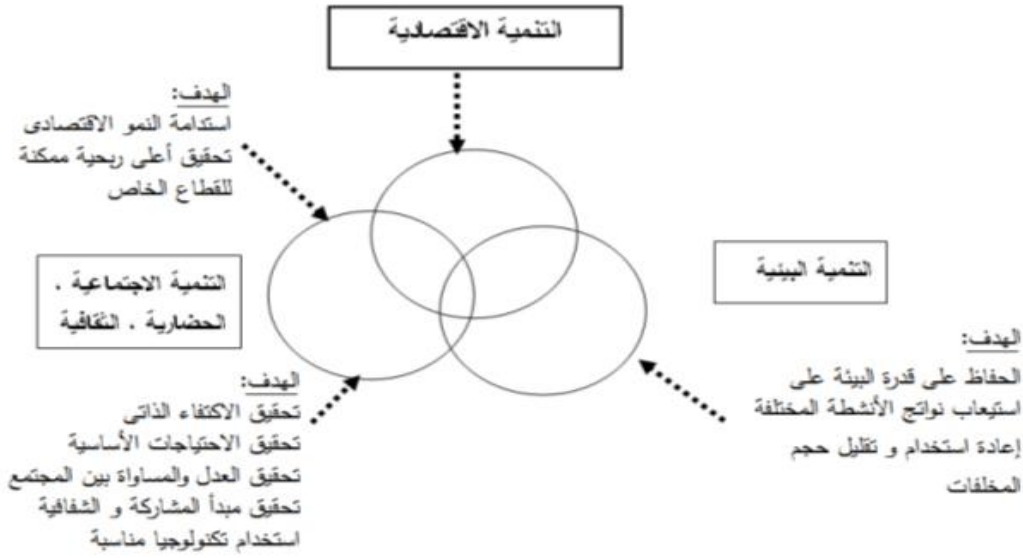 التنمية الاقتصادية
الهدف:
استدامة النمو الاقتصادى
تحقيق أعلى ربحية ممكنة
للقطاع الخاص
التنمية البيئية
التنمية الاجتماعية ،
الحضارية ، الثقافية
الهدف:
الحفاظ على قدرة البيئة على
استيعاب نواتج الأنشطة المختلفة
إعادة استخدام و تقليل حجم
المخلفات
الهدف:
تحقيق الاكتفاء الذاتى
تحقيق الاحتياجات الأساسية
تحقيق العدل والمساواة بين المجتمع
تحقيق مبدأ المشاركة و الشفافية
استخدام تكنولوجيا مناسبة